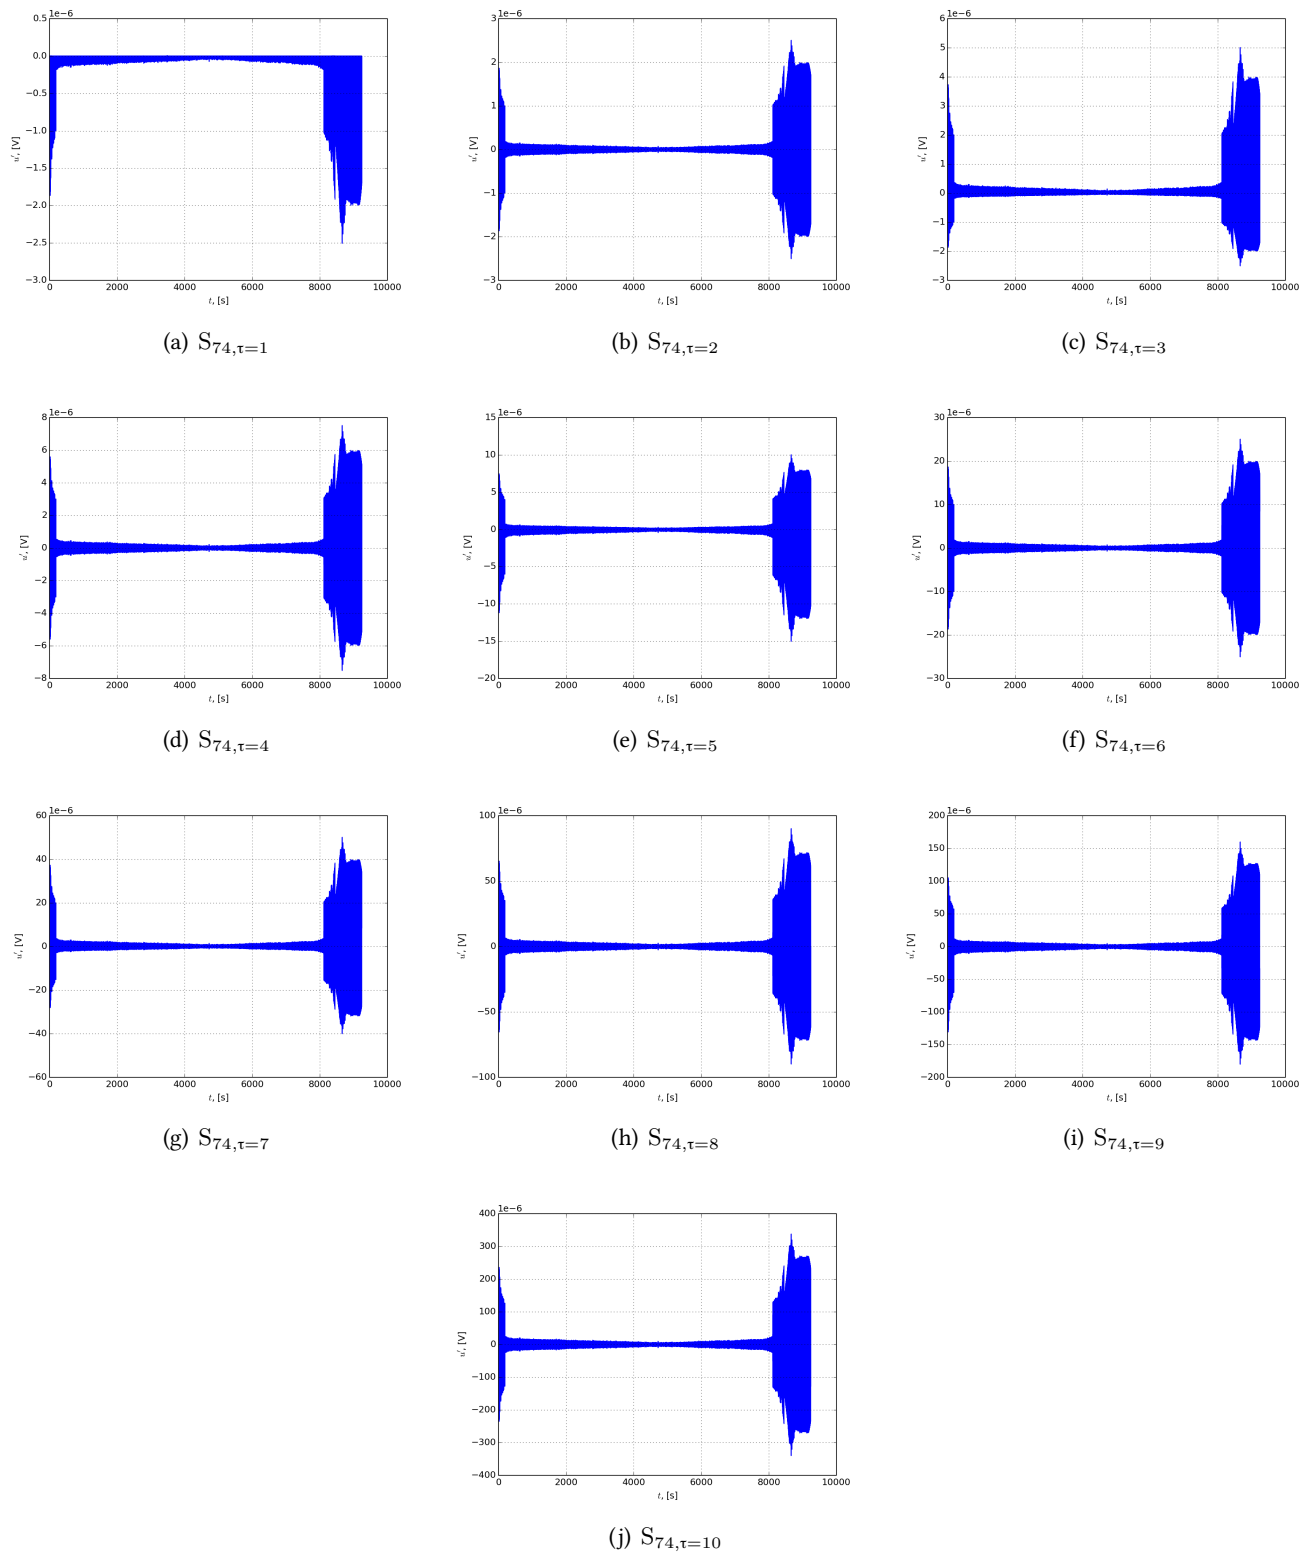 1e−6
0.5
0.0
−0.5
−1.0
−1.5
−2.0
−2.5
−3.0
u′, [V]
0 2000 4000 6000 8000 10000
t, [s]
(a) S74,τ=1
1e−6
3
2
1
0
−1
−2
−3
u′, [V]
0 2000 4000 6000 8000 10000
t, [s]
(b) S74,τ=2
1e−6
6
5
4
3
2
1
0
−1
−2
−3
u′, [V]
0 2000 4000 6000 8000 10000
t, [s]
(c) S74,τ=3
1e−6
8
6
4
2
0
−2
−4
−6
−8
u′, [V]
0 2000 4000 6000 8000 10000
t, [s]
(d) S74,τ=4
1e−6
15
10
5
0
−5
−10
−15
−20
u′, [V]
0 2000 4000 6000 8000 10000
t, [s]
(e) S74,τ=5
1e−6
30
20
10
0
−10
−20
−30
u′, [V]
0 2000 4000 6000 8000 10000
t, [s]
(f) S74,τ=6
1e−6
60
40
20
0
−20
−40
−60
u′, [V]
0 2000 4000 6000 8000 10000
t, [s]
(g) S74,τ=7
1e−6
100
50
0
−50
−100
u′, [V]
0 2000 4000 6000 8000 10000
t, [s]
(h) S74,τ=8
1e−6
200
150
100
50
0
−50
−100
−150
−200
u′, [V]
0 2000 4000 6000 8000 10000
t, [s]
(i) S74,τ=9
1e−6
400
300
200
100
0
−100
−200
−300
−400
u′, [V]
0 2000 4000 6000 8000 10000
t, [s]
(j) S74,τ=10